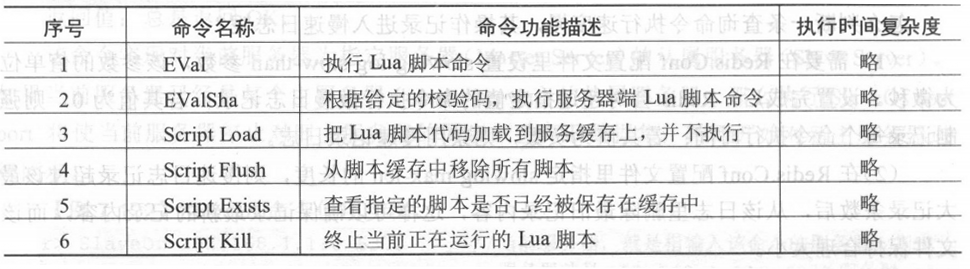 序号 命令名称 命令功能描述 执行时间复杂度
1 EVal 执行 Lua 脚本命令 略
2 EValSha 根据给定的校验码，执行服务器端 Lua 脚本命令 略
3 Script Load 把 Lua 脚本代码加载到服务缓存上，并不执行 略
4 Script Flush 从脚本缓存中移除所有脚本 略
5 Script Exists 查看指定的脚本是否已经被保存在缓存中 略
6 Script Kill 终止当前正在运行的 Lua 脚本 略